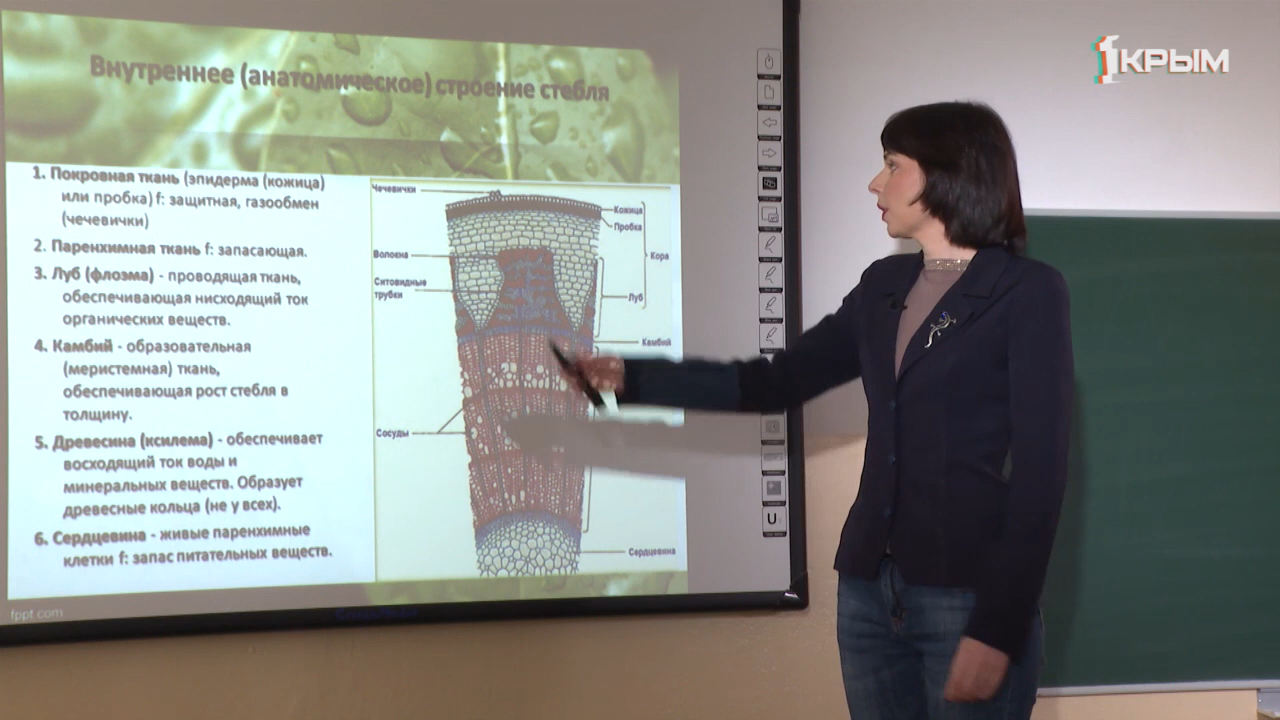 1КРЫМ
Внутреннее (анатомическое) строение стебля
1. Покровная ткань (эпидерма (кожица)
или пробка) f: защитная, газообмен
(чечевички)
2. Паренхимная ткань f: запасающая.
3. Луб (флоэма) - проводящая ткань,
обеспечивающая нисходящий ток
органических веществ.
4. Камбий - образовательная
(меристемная) ткань,
обеспечивающая рост стебля в
толщину.
5. Древесина (ксилема) - обеспечивает
восходящий ток воды и
минеральных веществ. Образует
древесные кольца (не у всех).
6. Сердцевина - живые паренхимные
клетки f: запас питательных веществ.
Чечевички
Кожица
Пробка
Кора
Волокна
Ситовидные
трубки
Луб
Камбий
Сосуды
Сердцевина
fppt.com
U